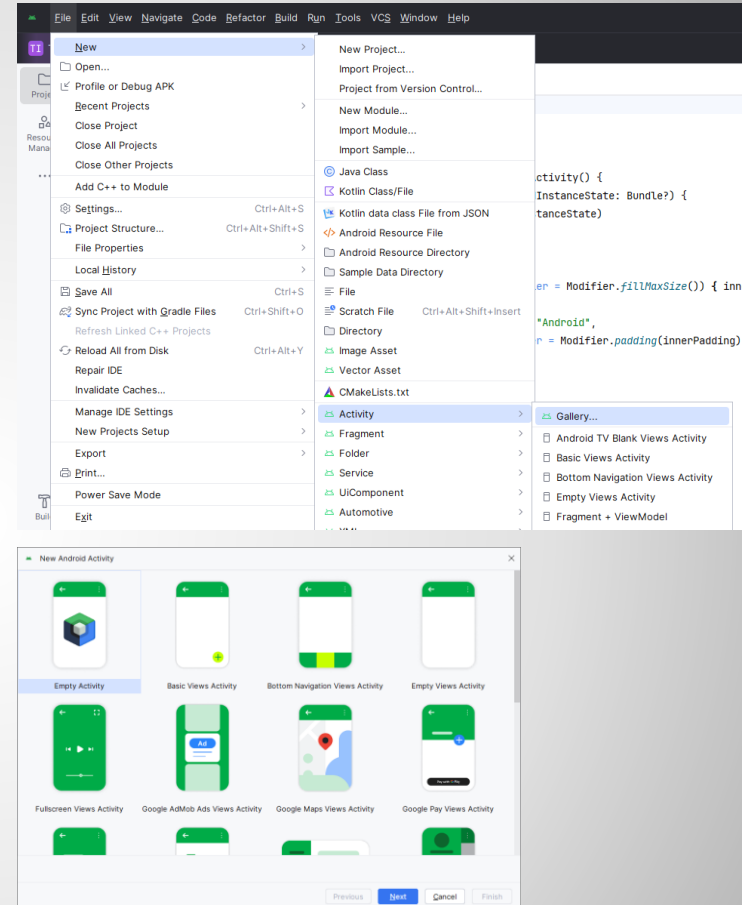 File Edit View Navigate Code Refactor Build Run Tools VCS Window Help
TI
New
Open...
Profile or Debug APK
Recent Projects
Close Project
Close All Projects
Close Other Projects
Add C++ to Module
Settings... Ctrl+Alt+S
Project Structure... Ctrl+Alt+Shift+S
File Properties
Local History
Save All Ctrl+S
Sync Project with Gradle Files Ctrl+Shift+O
Refresh Linked C++ Projects
Reload All from Disk Ctrl+Alt+Y
Repair IDE
Invalidate Caches...
Manage IDE Settings
New Projects Setup
Export
Print...
Power Save Mode
Exit
Proje
Resou
Mana
Buil
New Project...
Import Project...
Project from Version Control...
New Module...
Import Module...
Import Sample...
Java Class
Kotlin Class/File
Kotlin data class File from JSON
Android Resource File
Android Resource Directory
Sample Data Directory
File
Scratch File Ctrl+Alt+Shift+Insert
Directory
Image Asset
Vector Asset
CMakeLists.txt
Activity
Fragment
Folder
Service
UiComponent
Automotive
ctivity() {
InstanceState: Bundle?) {
tanceState)
er = Modifier.fillMaxSize()) { inn
"Android",
r = Modifier.padding(innerPadding)
Gallery...
Android TV Blank Views Activity
Basic Views Activity
Bottom Navigation Views Activity
Empty Views Activity
Fragment + ViewModel
New Android Activity
Empty Activity
Basic Views Activity
Bottom Navigation Views Activity
Empty Views Activity
Ad
Fullscreen Views Activity
Google AdMob Ads Views Activity
Google Maps Views Activity
Google Pay Views Activity
Previous Next Cancel Finish